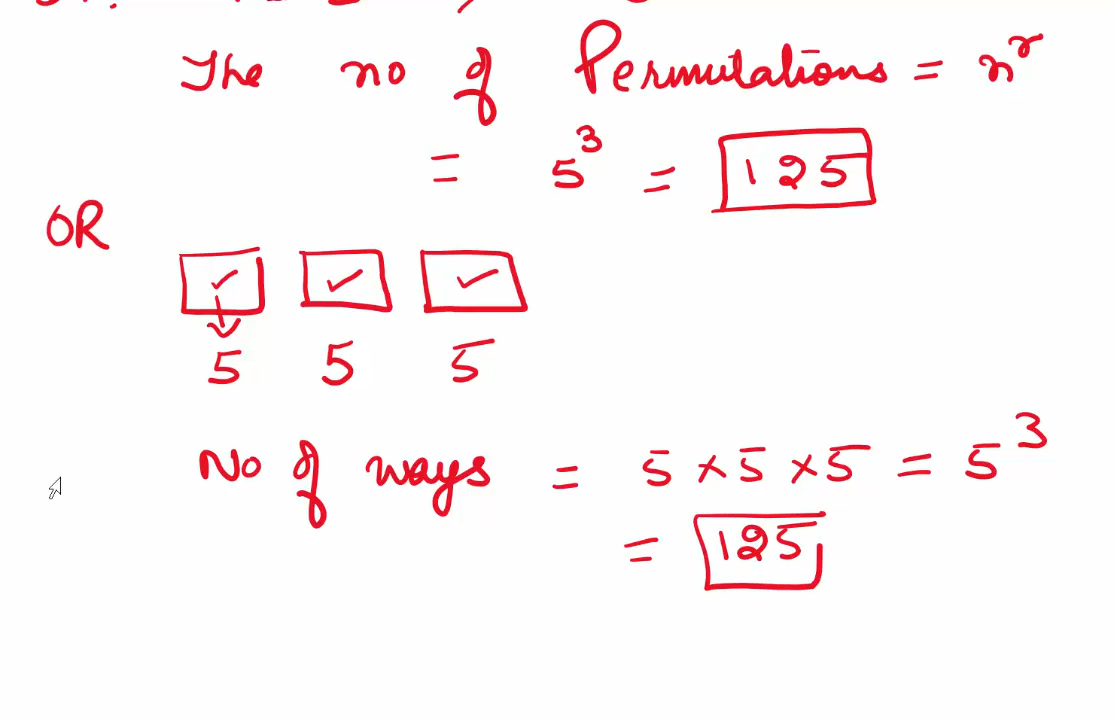 The no of Permutations = n^r
= 5^3 = 125
OR
✓ ✓ ✓
5 5 5
No of ways = 5 × 5 × 5 = 5^3
= 125